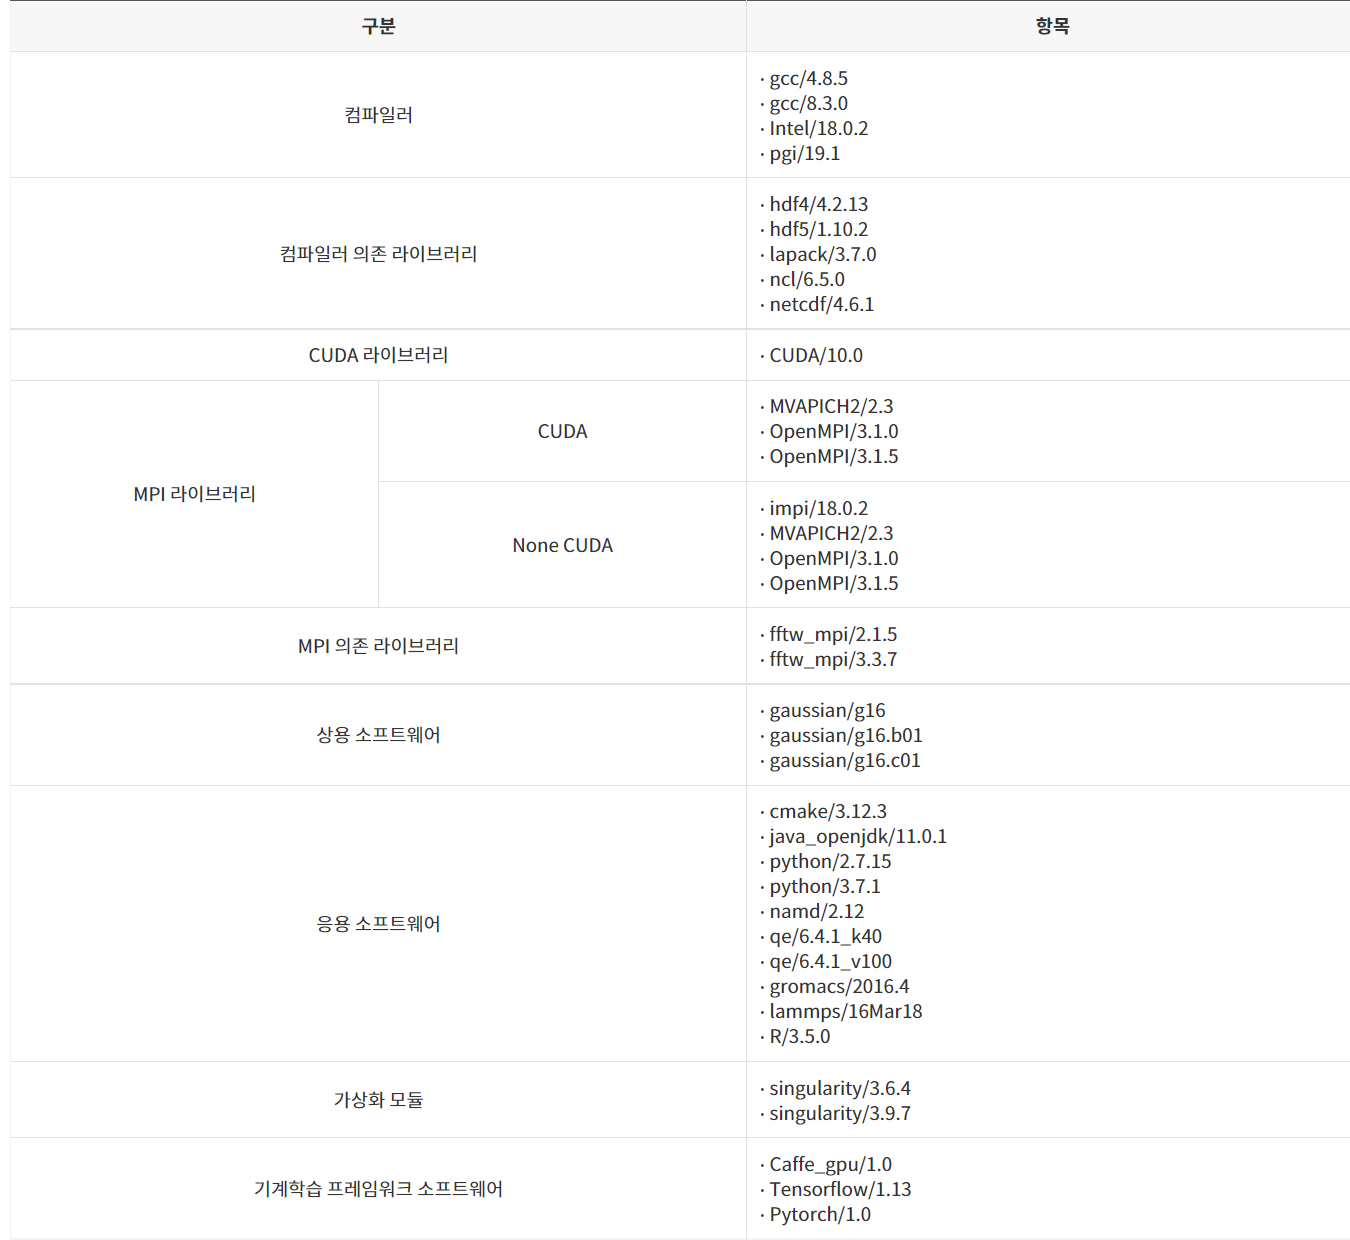 구분
항목
컴파일러
· gcc/4.8.5
· gcc/8.3.0
· Intel/18.0.2
· pgi/19.1
컴파일러 의존 라이브러리
· hdf4/4.2.13
· hdf5/1.10.2
· lapack/3.7.0
· ncl/6.5.0
· netcdf/4.6.1
CUDA 라이브러리
· CUDA/10.0
MPI 라이브러리
CUDA
· MVAPICH2/2.3
· OpenMPI/3.1.0
· OpenMPI/3.1.5
None CUDA
· impi/18.0.2
· MVAPICH2/2.3
· OpenMPI/3.1.0
· OpenMPI/3.1.5
MPI 의존 라이브러리
· fftw_mpi/2.1.5
· fftw_mpi/3.3.7
상용 소프트웨어
· gaussian/g16
· gaussian/g16.b01
· gaussian/g16.c01
응용 소프트웨어
· cmake/3.12.3
· java_openjdk/11.0.1
· python/2.7.15
· python/3.7.1
· namd/2.12
· qe/6.4.1_k40
· qe/6.4.1_v100
· gromacs/2016.4
· lammps/16Mar18
· R/3.5.0
가상화 모듈
· singularity/3.6.4
· singularity/3.9.7
기계학습 프레임워크 소프트웨어
· Caffe_gpu/1.0
· Tensorflow/1.13
· Pytorch/1.0